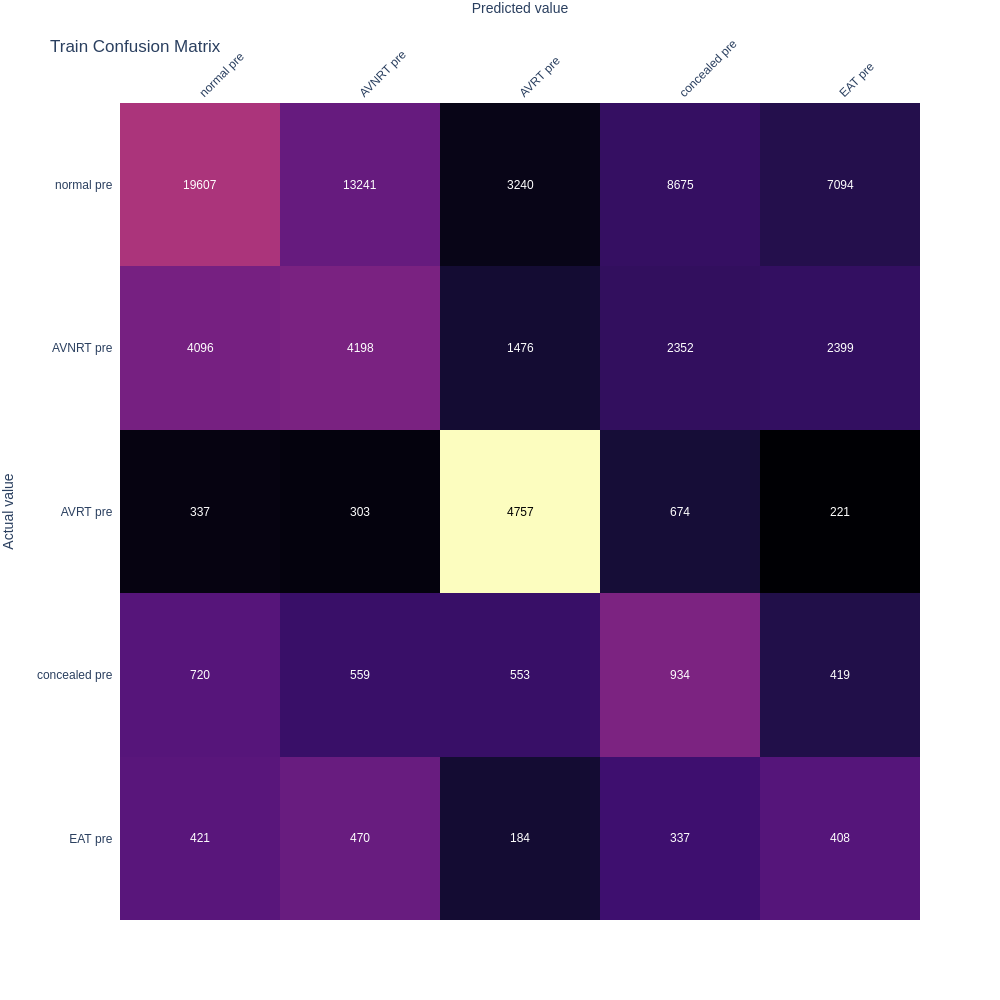 Predicted value
Train Confusion Matrix
normal pre
AVNRT pre
AVRT pre
concealed pre
EAT pre
Actual value
normal pre 19607 13241 3240 8675 7094
AVNRT pre 4096 4198 1476 2352 2399
AVRT pre 337 303 4757 674 221
concealed pre 720 559 553 934 419
EAT pre 421 470 184 337 408